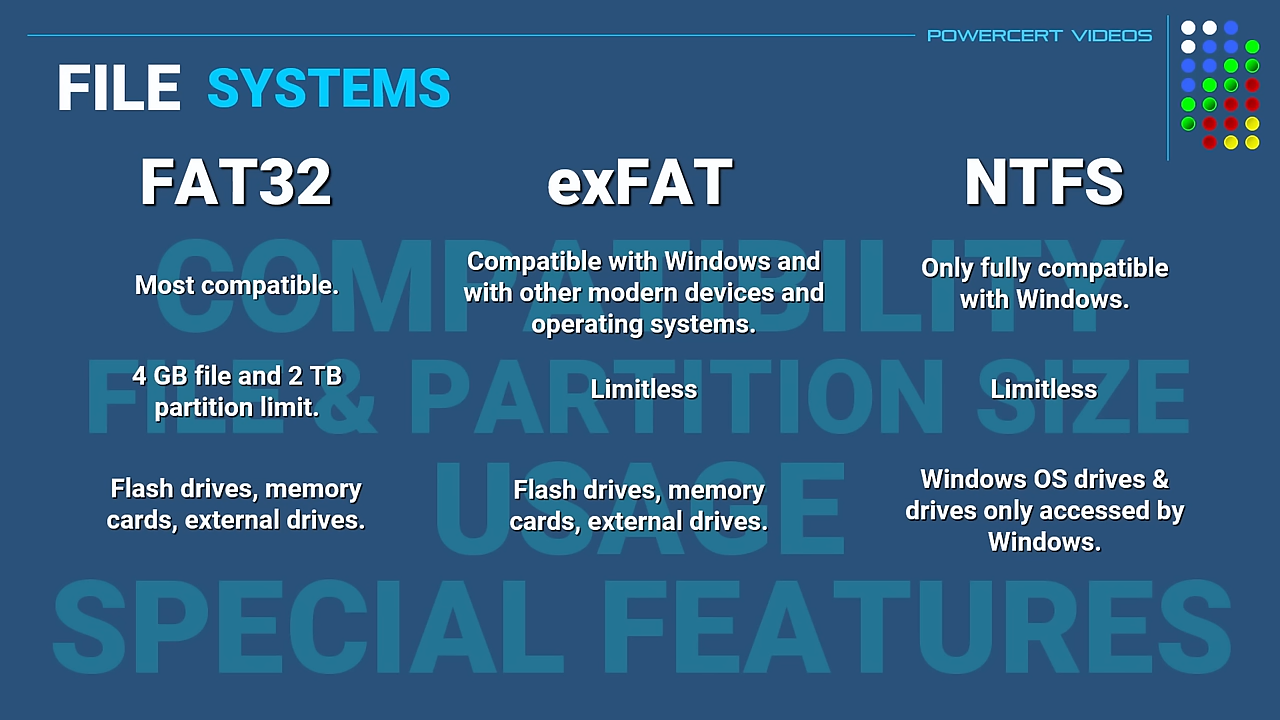 POWERCERT VIDEOS
FILE SYSTEMS
FAT32 exFAT NTFS
COMPATIBILITY
Most compatible.
Compatible with Windows and
with other modern devices and
operating systems.
Only fully compatible
with Windows.
FILE & PARTITION SIZE
4 GB file and 2 TB
partition limit.
Limitless
Limitless
USAGE
Flash drives, memory
cards, external drives.
Flash drives, memory
cards, external drives.
Windows OS drives &
drives only accessed by
Windows.
SPECIAL FEATURES